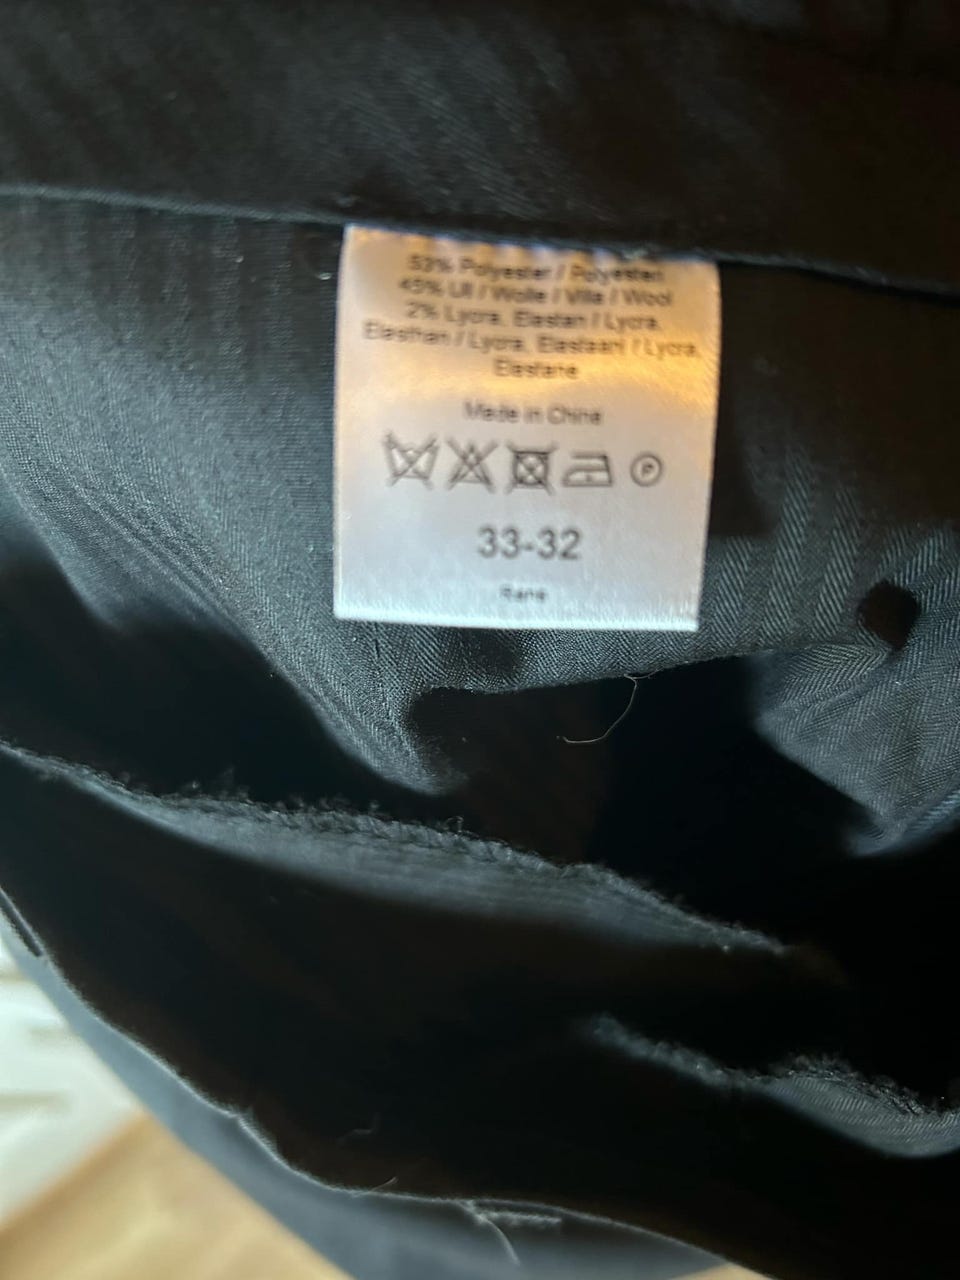 53% Polyester / Polyesteri,
45% Ull / Wolle / Villa / Wool
2% Lycra, Elastan / Lycra,
Elasthan / Lycra, Elastaani / Lycra,
Elastane
Made in China
P
33-32